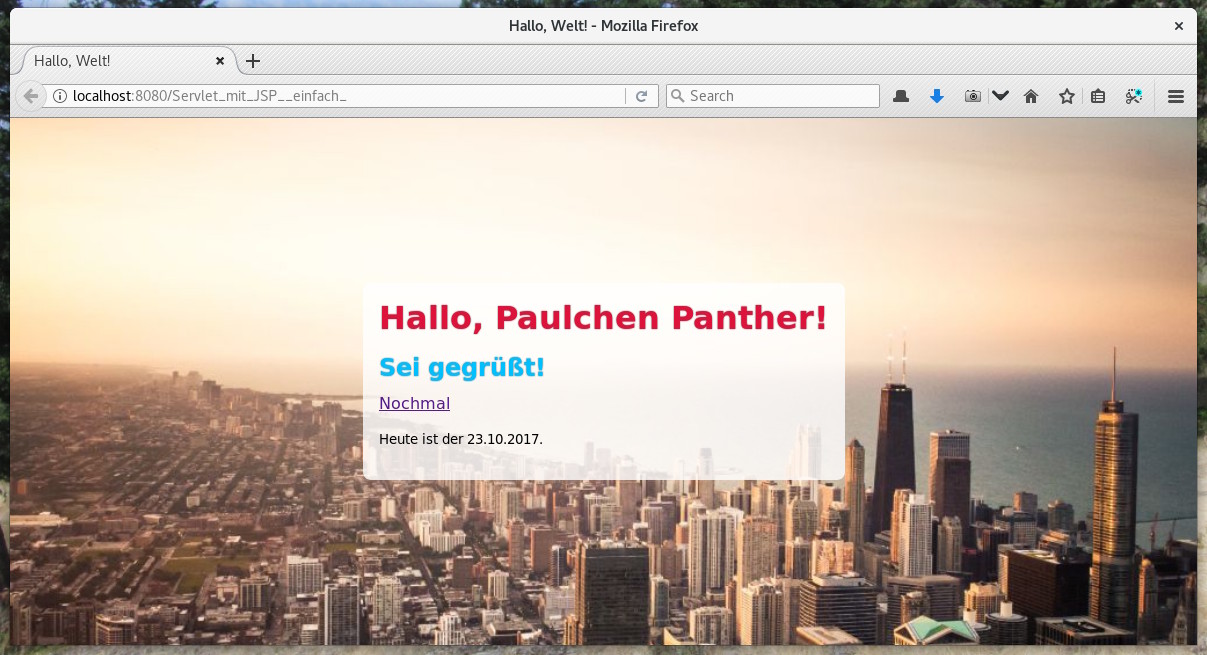 Hallo, Welt! - Mozilla Firefox
Hallo, Welt!
localhost:8080/Servlet_mit_JSP__einfach_
Search
Hallo, Paulchen Panther!
Sei gegrüßt!
Nochmal
Heute ist der 23.10.2017.